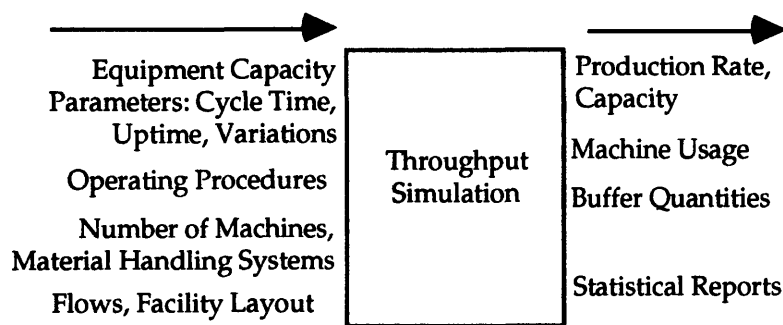 Equipment Capacity
Parameters: Cycle Time,
Uptime, Variations
Operating Procedures
Number of Machines,
Material Handling Systems
Flows, Facility Layout
Throughput
Simulation
Production Rate,
Capacity
Machine Usage
Buffer Quantities
Statistical Reports